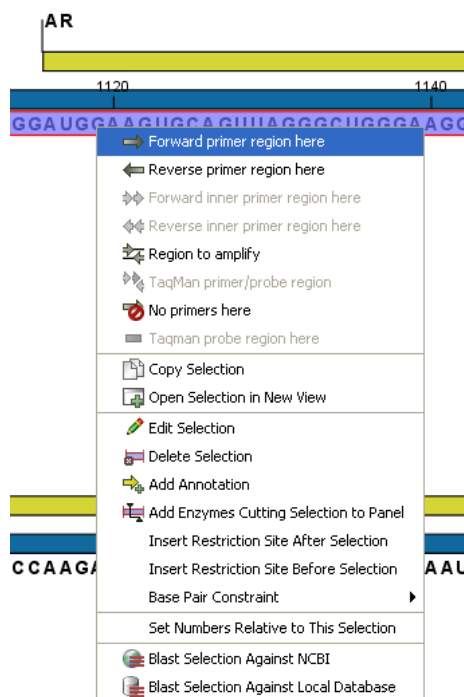 AR
1120 1140
GGAUGGAAGUGCAGUUAGGGCUGGGAAGG
Forward primer region here
Reverse primer region here
Forward inner primer region here
Reverse inner primer region here
Region to amplify
TaqMan primer/probe region
No primers here
Taqman probe region here
Copy Selection
Open Selection in New View
Edit Selection
Delete Selection
Add Annotation
Add Enzymes Cutting Selection to Panel
Insert Restriction Site After Selection
CCAAGA AAU
Insert Restriction Site Before Selection
Base Pair Constraint
Set Numbers Relative to This Selection
Blast Selection Against NCBI
Blast Selection Against Local Database